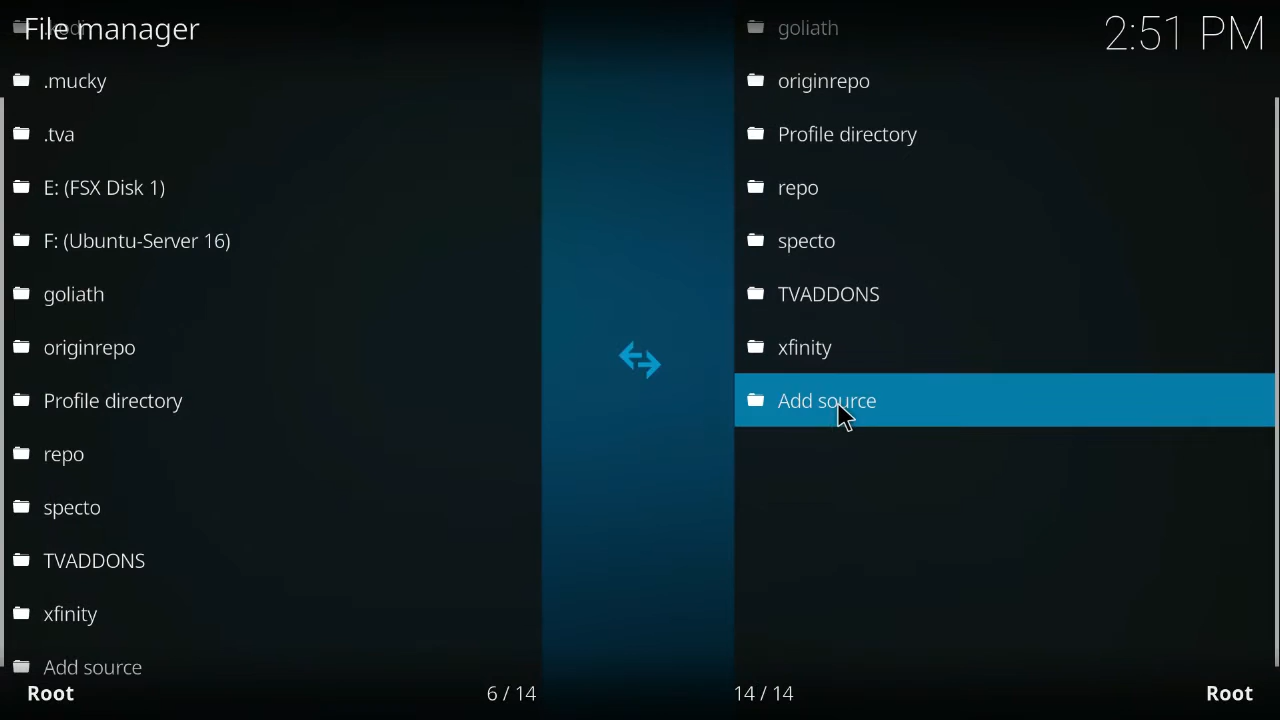 File manager
2:51 PM
.kodi
.mucky
.tva
E: (FSX Disk 1)
F: (Ubuntu-Server 16)
goliath
originrepo
Profile directory
repo
specto
TVADDONS
xfinity
Add source
Root
6 / 14
goliath
originrepo
Profile directory
repo
specto
TVADDONS
xfinity
Add source
14 / 14
Root